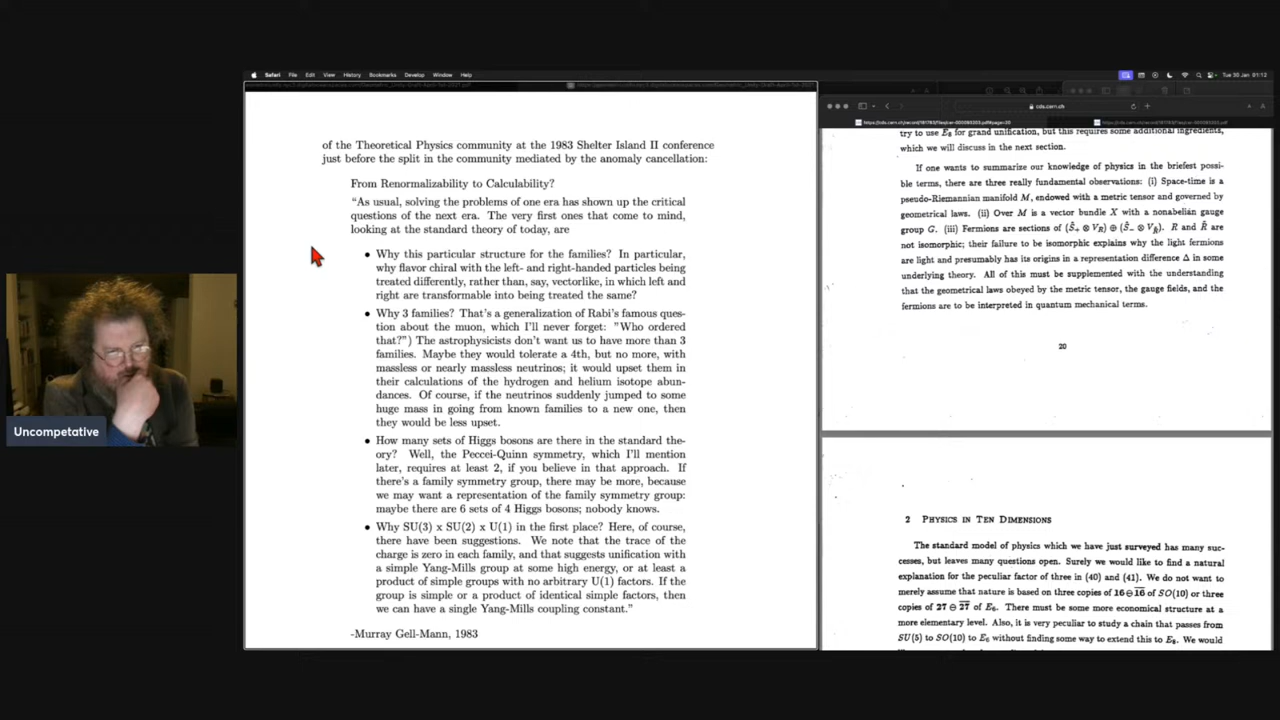 Safari File Edit View History Bookmarks Develop Window Help
Tue 30 Jan 01:12
of the Theoretical Physics community at the 1983 Shelter Island II conference
just before the split in the community mediated by the anomaly cancellation:
From Renormalizability to Calculability?
“As usual, solving the problems of one era has shown up the critical
questions of the next era. The very first ones that come to mind,
looking at the standard theory of today, are
• Why this particular structure for the families? In particular,
why flavor chiral with the left- and right-handed particles being
treated differently, rather than, say, vectorlike, in which left and
right are transformable into being treated the same?
• Why 3 families? That's a generalization of Rabi's famous ques-
tion about the muon, which I'll never forget: ”Who ordered
that?”) The astrophysicists don't want us to have more than 3
families. Maybe they would tolerate a 4th, but no more, with
massless or nearly massless neutrinos; it would upset them in
their calculations of the hydrogen and helium isotope abun-
dances. Of course, if the neutrinos suddenly jumped to some
huge mass in going from known families to a new one, then
they would be less upset.
• How many sets of Higgs bosons are there in the standard the-
ory? Well, the Peccei-Quinn symmetry, which I'll mention
later, requires at least 2, if you believe in that approach. If
there's a family symmetry group, there may be more, because
we may want a representation of the family symmetry group:
maybe there are 6 sets of 4 Higgs bosons; nobody knows.
• Why SU(3) x SU(2) x U(1) in the first place? Here, of course,
there have been suggestions. We note that the trace of the
charge is zero in each family, and that suggests unification with
a simple Yang-Mills group at some high energy, or at least a
product of simple groups with no arbitrary U(1) factors. If the
group is simple or a product of identical simple factors, then
we can have a single Yang-Mills coupling constant.”
-Murray Gell-Mann, 1983
cds.cern.ch
try to use E₈ for grand unification, but this requires some additional ingredients,
which we will discuss in the next section.
If one wants to summarize our knowledge of physics in the briefest possi-
ble terms, there are three really fundamental observations: (i) Space-time is a
pseudo-Riemannian manifold M, endowed with a metric tensor and governed by
geometrical laws. (ii) Over M is a vector bundle X with a nonabelian gauge
group G. (iii) Fermions are sections of (Ŝ₊ ⊗ V_R) ⊕ (Ŝ₋ ⊗ V_R̃). R and R̃ are
not isomorphic; their failure to be isomorphic explains why the light fermions
are light and presumably has its origins in a representation difference Δ in some
underlying theory. All of this must be supplemented with the understanding
that the geometrical laws obeyed by the metric tensor, the gauge fields, and the
fermions are to be interpreted in quantum mechanical terms.
20
2 PHYSICS IN TEN DIMENSIONS
The standard model of physics which we have just surveyed has many suc-
cesses, but leaves many questions open. Surely we would like to find a natural
explanation for the peculiar factor of three in (40) and (41). We do not want to
merely assume that nature is based on three copies of 16⊖1̅6̅ of SO(10) or three
copies of 27 ⊖ 2̅7̅ of E₆. There must be some more economical structure at a
more elementary level. Also, it is very peculiar to study a chain that passes from
SU(5) to SO(10) to E₆ without finding some way to extend this to E₈. We would
Uncompetative